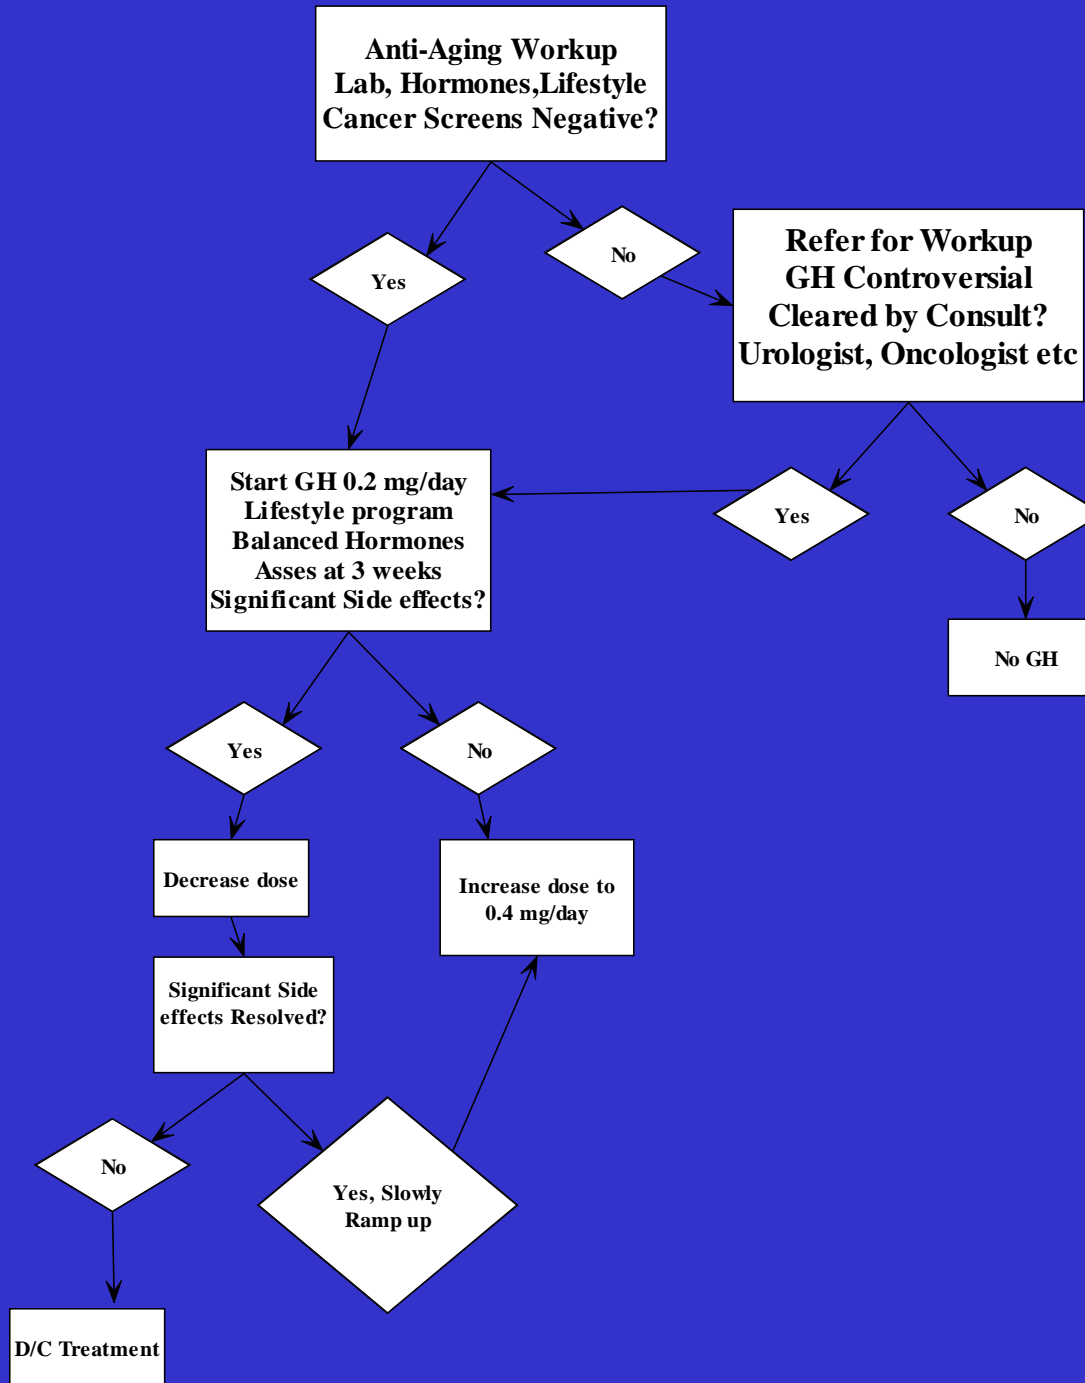 Anti-Aging Workup
Lab, Hormones,Lifestyle
Cancer Screens Negative?
Yes
No
Refer for Workup
GH Controversial
Cleared by Consult?
Urologist, Oncologist etc
Start GH 0.2 mg/day
Lifestyle program
Balanced Hormones
Asses at 3 weeks
Significant Side effects?
Yes
No
No GH
Yes
No
Decrease dose
Increase dose to
0.4 mg/day
Significant Side
effects Resolved?
No
Yes, Slowly
Ramp up
D/C Treatment